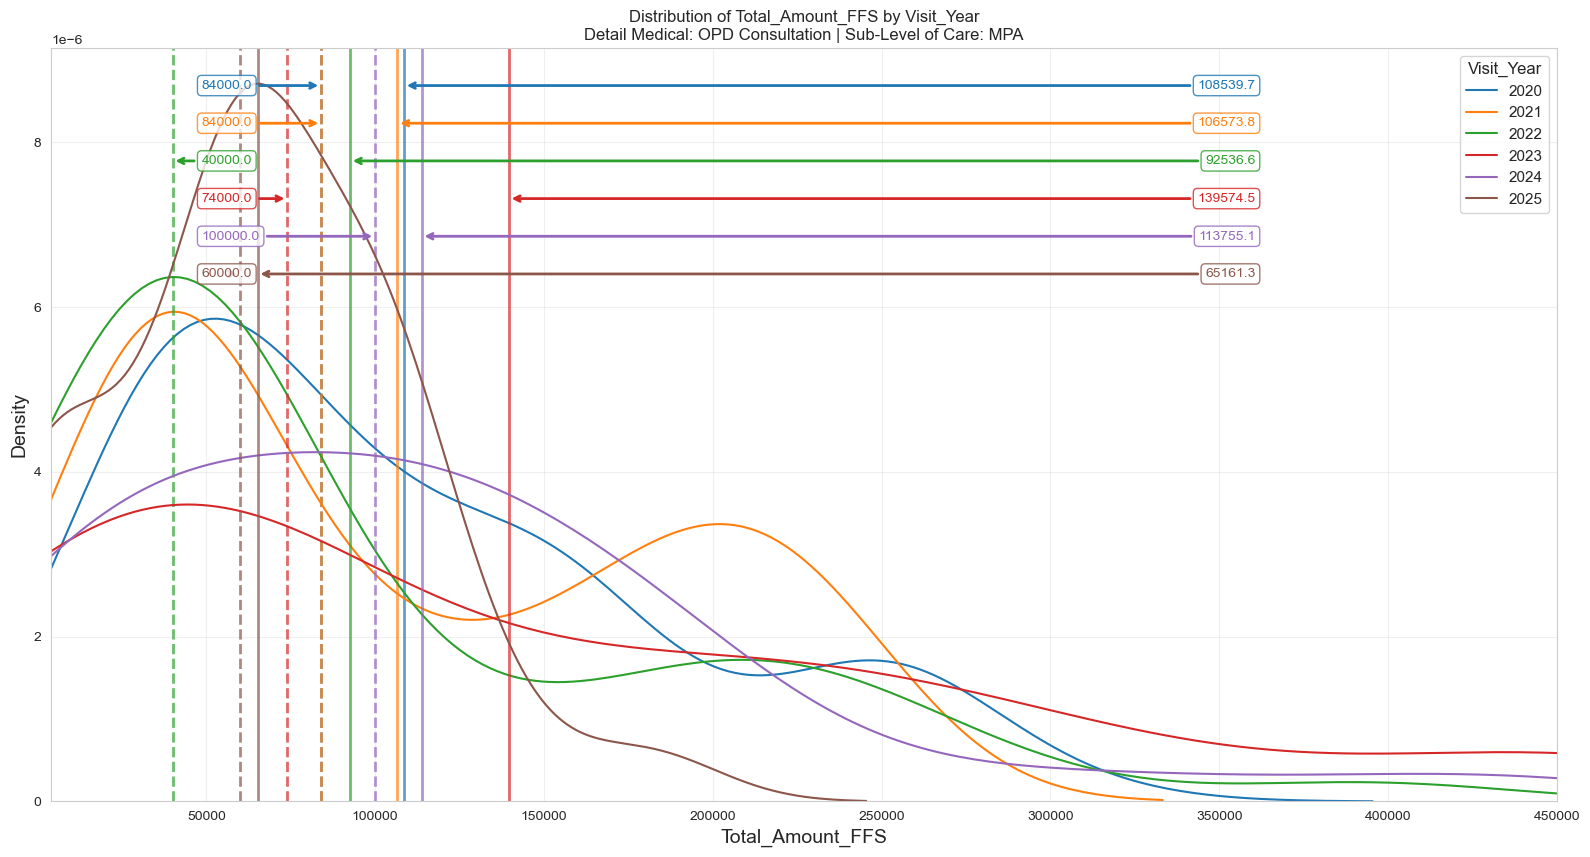 Distribution of Total_Amount_FFS by Visit_Year
Detail Medical: OPD Consultation | Sub-Level of Care: MPA
1e−6
Visit_Year
2020
2021
2022
2023
2024
2025
84000.0 108539.7
84000.0 106573.8
40000.0 92536.6
74000.0 139574.5
100000.0 113755.1
60000.0 65161.3
8
6
4
2
0
Density
50000 100000 150000 200000 250000 300000 350000 400000 450000
Total_Amount_FFS